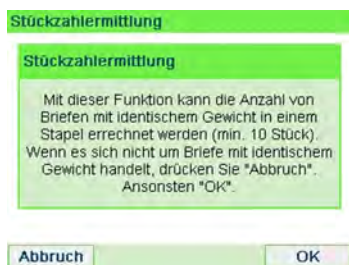 Stückzahlermittlung
Stückzahlermittlung
Mit dieser Funktion kann die Anzahl von
Briefen mit identischem Gewicht in einem
Stapel errechnet werden (min. 10 Stück).
Wenn es sich nicht um Briefe mit identischem
Gewicht handelt, drücken Sie "Abbruch".
Ansonsten "OK".
Abbruch OK